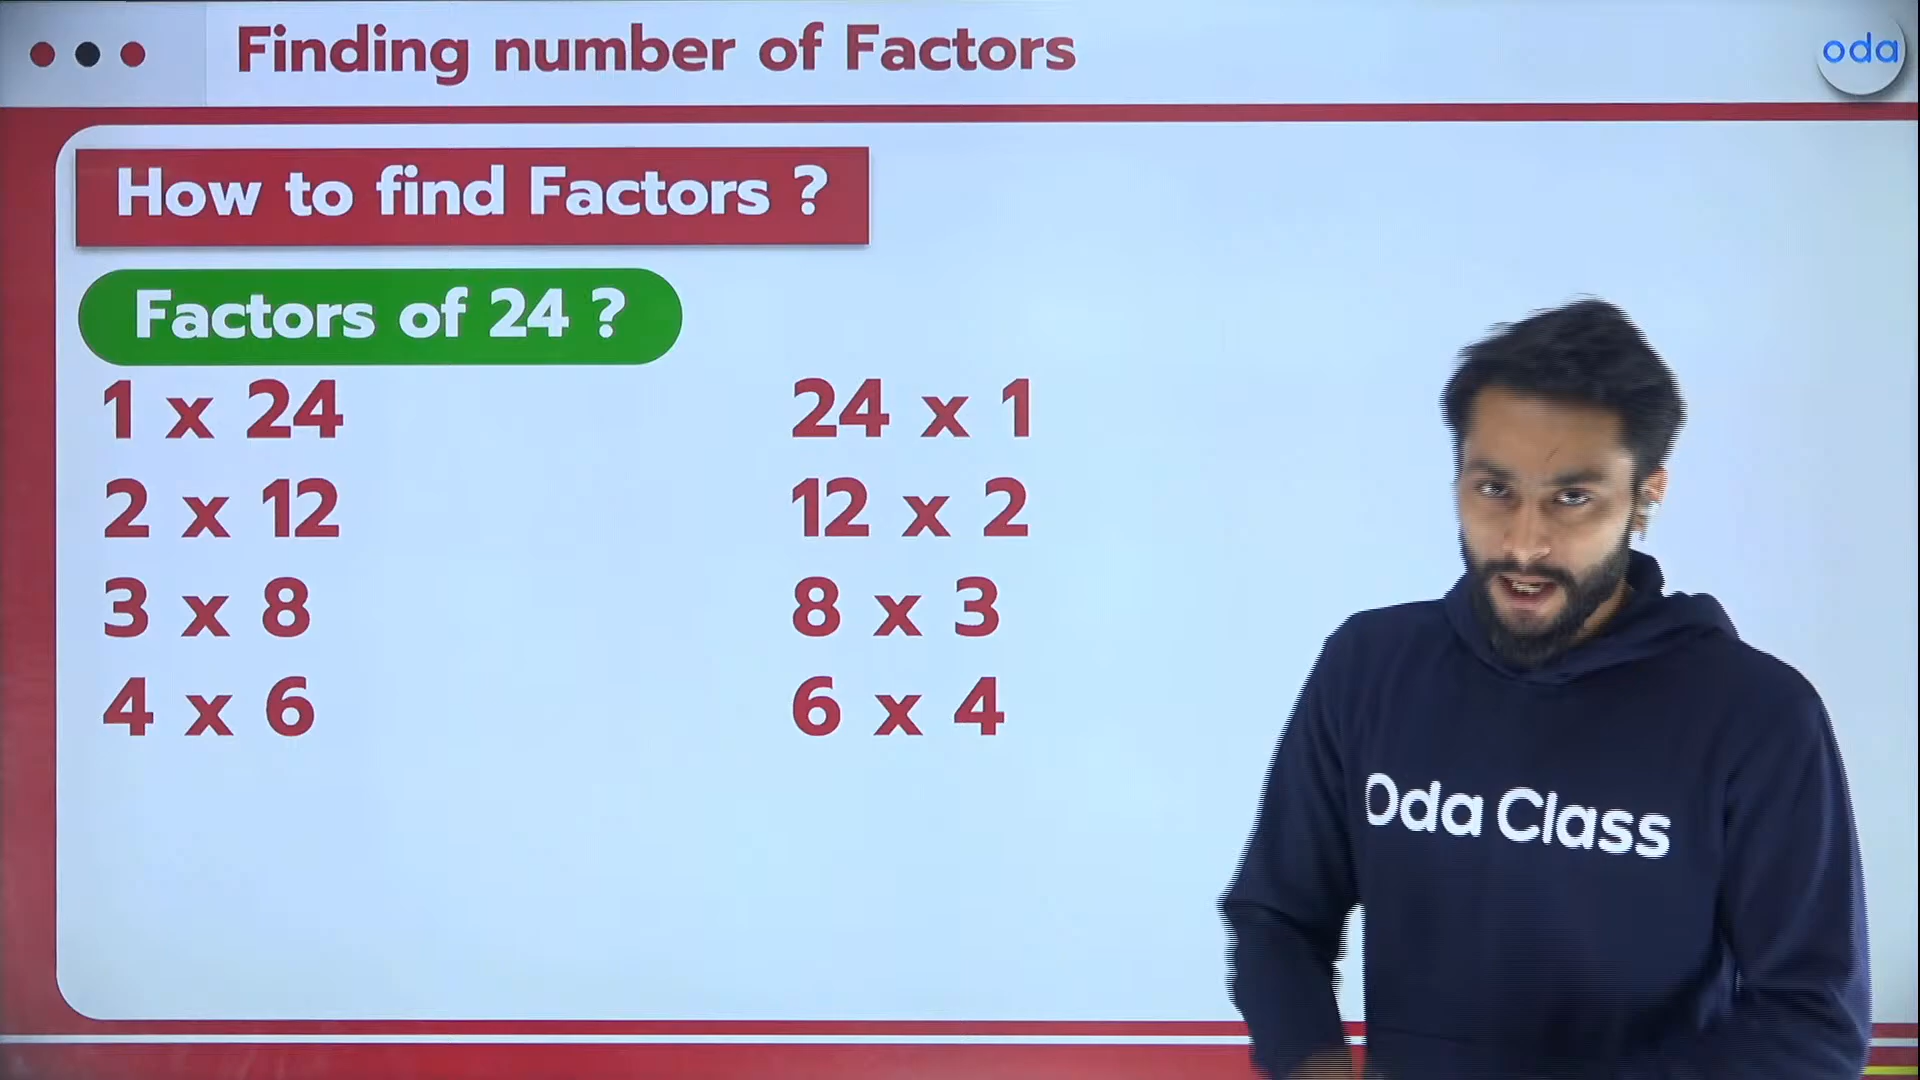 Finding number of Factors
oda
How to find Factors ?
Factors of 24 ?
1 x 24
24 x 1
2 x 12
12 x 2
3 x 8
8 x 3
4 x 6
6 x 4
Oda Class